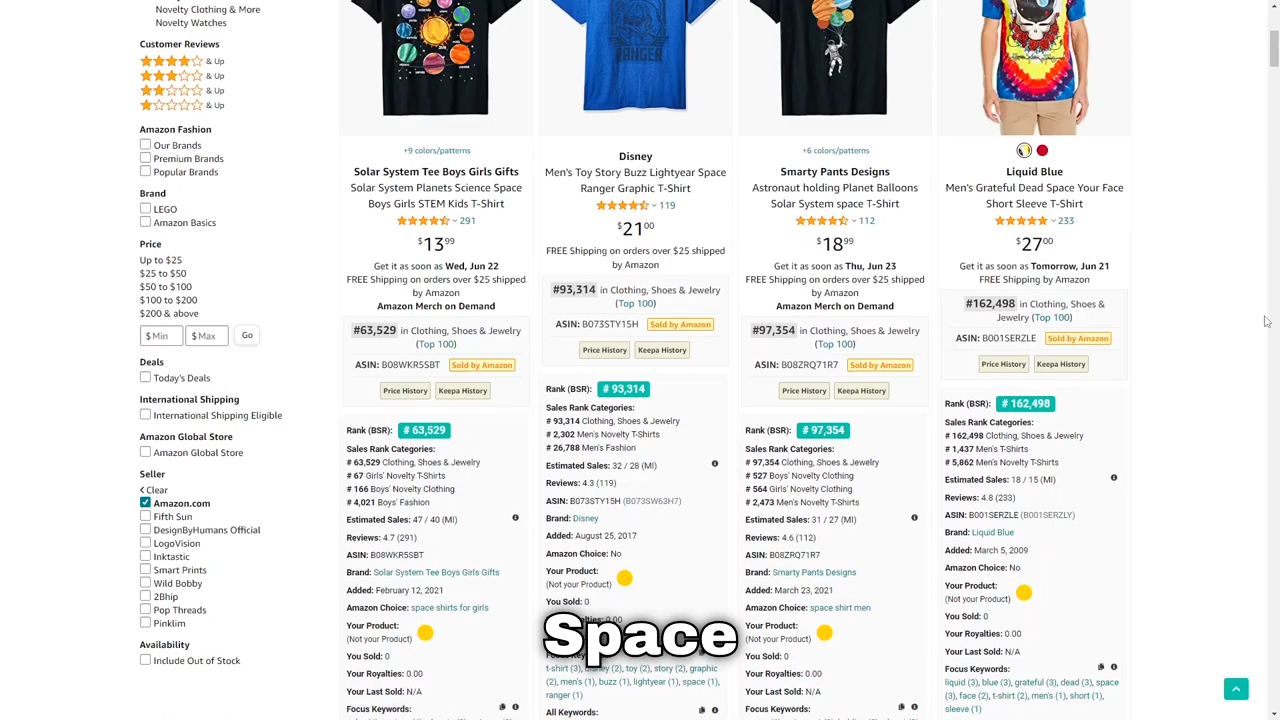 Novelty Clothing & More
Novelty Watches
Customer Reviews
& Up
& Up
& Up
& Up
Amazon Fashion
Our Brands
Premium Brands
Popular Brands
Brand
LEGO
Amazon Basics
Price
Up to $25
$25 to $50
$50 to $100
$100 to $200
$200 & above
$ Min
$ Max
Go
Deals
Today's Deals
International Shipping
International Shipping Eligible
Amazon Global Store
Amazon Global Store
Seller
Clear
Amazon.com
Fifth Sun
DesignByHumans Official
LogoVision
Inktastic
Smart Prints
Wild Bobby
2Bhip
Pop Threads
Pinklim
Availability
Include Out of Stock
+9 colors/patterns
Solar System Tee Boys Girls Gifts
Solar System Planets Science Space
Boys Girls STEM Kids T-Shirt
291
$1399
Get it as soon as Wed, Jun 22
FREE Shipping on orders over $25 shipped
by Amazon
Amazon Merch on Demand
#63,529 in Clothing, Shoes & Jewelry
(Top 100)
ASIN: B08WKR5SBT Sold by Amazon
Price History Keepa History
Rank (BSR): # 63,529
Sales Rank Categories:
# 63,529 Clothing, Shoes & Jewelry
# 67 Girls' Novelty T-Shirts
# 166 Boys' Novelty Clothing
# 4,021 Boys' Fashion
Estimated Sales: 47 / 40 (MI)
Reviews: 4.7 (291)
ASIN: B08WKR5SBT
Brand: Solar System Tee Boys Girls Gifts
Added: February 12, 2021
Amazon Choice: space shirts for girls
Your Product:
(Not your Product)
You Sold: 0
Your Royalties: 0.00
Your Last Sold: N/A
Focus Keywords:
RANGER
Disney
Men's Toy Story Buzz Lightyear Space
Ranger Graphic T-Shirt
119
$2100
FREE Shipping on orders over $25 shipped
by Amazon
#93,314 in Clothing, Shoes & Jewelry
(Top 100)
ASIN: B073STY15H Sold by Amazon
Price History Keepa History
Rank (BSR): # 93,314
Sales Rank Categories:
# 93,314 Clothing, Shoes & Jewelry
# 2,302 Men's Novelty T-Shirts
# 26,788 Men's Fashion
Estimated Sales: 32 / 28 (MI)
Reviews: 4.3 (119)
ASIN: B073STY15H (B073SW63H7)
Brand: Disney
Added: August 25, 2017
Amazon Choice: No
Your Product:
(Not your Product)
You Sold: 0
0.00
Space
t-shirt (3), disney (2), toy (2), story (2), graphic
(2), men's (1), buzz (1), lightyear (1), space (1),
ranger (1)
All Keywords:
+6 colors/patterns
Smarty Pants Designs
Astronaut holding Planet Balloons
Solar System space T-Shirt
112
$1899
Get it as soon as Thu, Jun 23
FREE Shipping on orders over $25 shipped
by Amazon
Amazon Merch on Demand
#97,354 in Clothing, Shoes & Jewelry
(Top 100)
ASIN: B08ZRQ71R7 Sold by Amazon
Price History Keepa History
Rank (BSR): # 97,354
Sales Rank Categories:
# 97,354 Clothing, Shoes & Jewelry
# 527 Boys' Novelty Clothing
# 564 Girls' Novelty Clothing
# 2,473 Men's Novelty T-Shirts
Estimated Sales: 31 / 27 (MI)
Reviews: 4.6 (112)
ASIN: B08ZRQ71R7
Brand: Smarty Pants Designs
Added: March 23, 2021
Amazon Choice: space shirt men
Your Product:
(Not your Product)
You Sold: 0
Your Royalties: 0.00
Your Last Sold: N/A
Focus Keywords:
Liquid Blue
Men's Grateful Dead Space Your Face
Short Sleeve T-Shirt
233
$2700
Get it as soon as Tomorrow, Jun 21
FREE Shipping by Amazon
#162,498 in Clothing, Shoes &
Jewelry (Top 100)
ASIN: B001SERZLE Sold by Amazon
Price History Keepa History
Rank (BSR): # 162,498
Sales Rank Categories:
# 162,498 Clothing, Shoes & Jewelry
# 1,437 Men's T-Shirts
# 5,862 Men's Novelty T-Shirts
Estimated Sales: 18 / 15 (MI)
Reviews: 4.8 (233)
ASIN: B001SERZLE (B001SERZLY)
Brand: Liquid Blue
Added: March 5, 2009
Amazon Choice: No
Your Product:
(Not your Product)
You Sold: 0
Your Royalties: 0.00
Your Last Sold: N/A
Focus Keywords:
liquid (3), blue (3), grateful (3), dead (3), space
(3), face (2), t-shirt (2), men's (1), short (1),
sleeve (1)